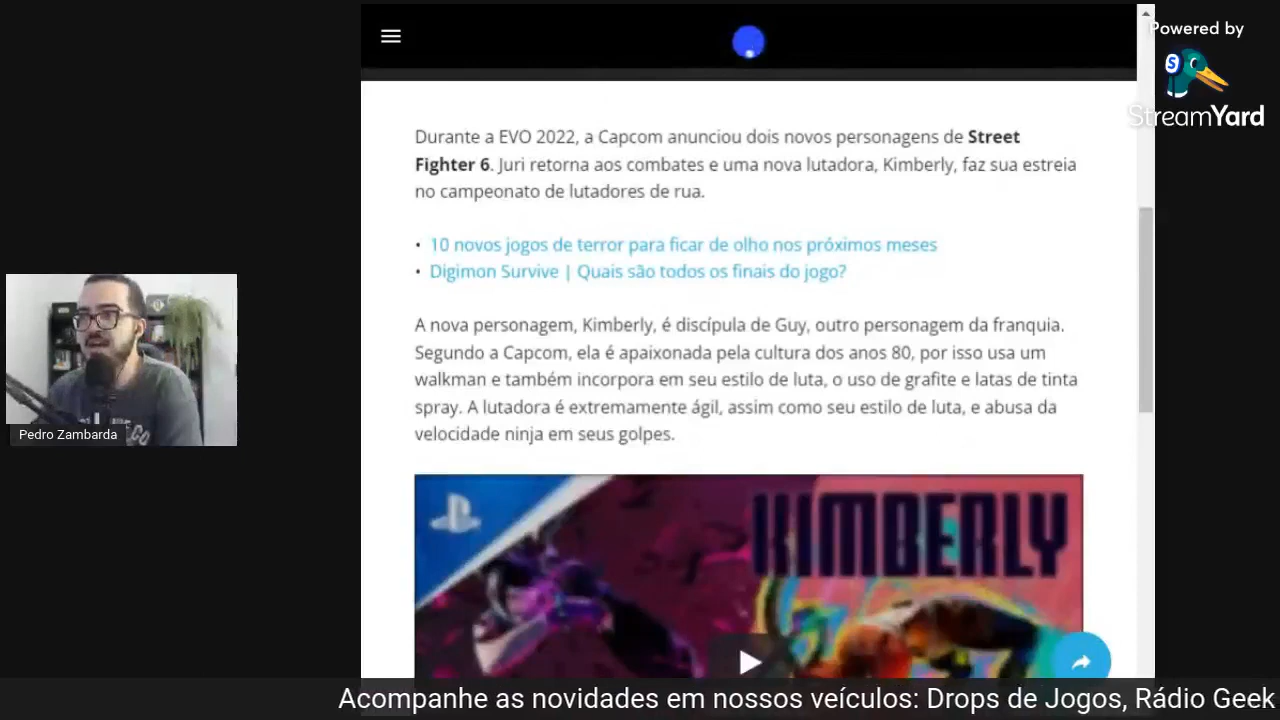 Powered by
StreamYard
Durante a EVO 2022, a Capcom anunciou dois novos personagens de Street
Fighter 6. Juri retorna aos combates e uma nova lutadora, Kimberly, faz sua estreia
no campeonato de lutadores de rua.
• 10 novos jogos de terror para ficar de olho nos próximos meses
• Digimon Survive | Quais são todos os finais do jogo?
A nova personagem, Kimberly, é discípula de Guy, outro personagem da franquia.
Segundo a Capcom, ela é apaixonada pela cultura dos anos 80, por isso usa um
walkman e também incorpora em seu estilo de luta, o uso de grafite e latas de tinta
spray. A lutadora é extremamente ágil, assim como seu estilo de luta, e abusa da
velocidade ninja em seus golpes.
KIMBERLY
Pedro Zambarda
Acompanhe as novidades em nossos veículos: Drops de Jogos, Rádio Geek